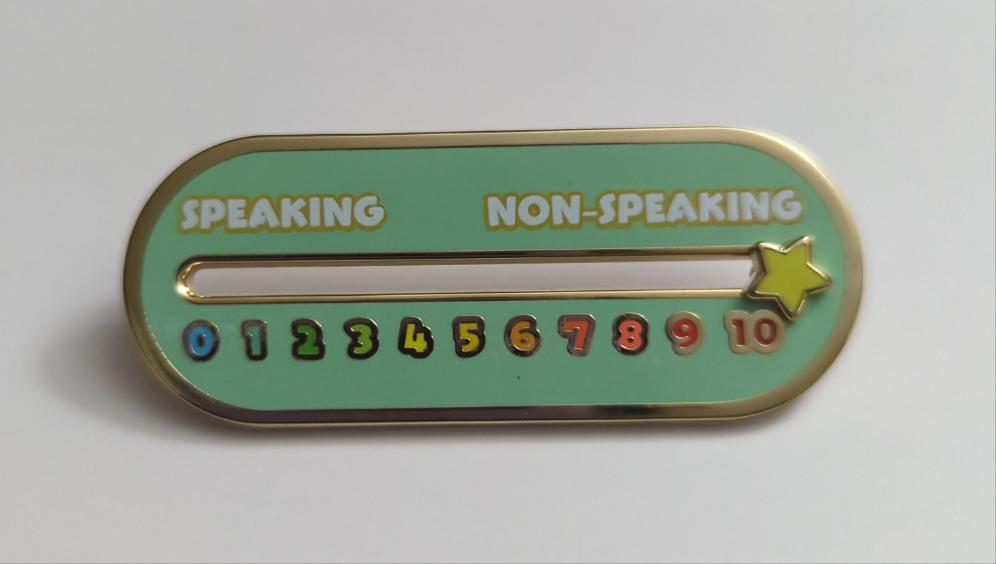 SPEAKING NON-SPEAKING
0 1 2 3 4 5 6 7 8 9 10